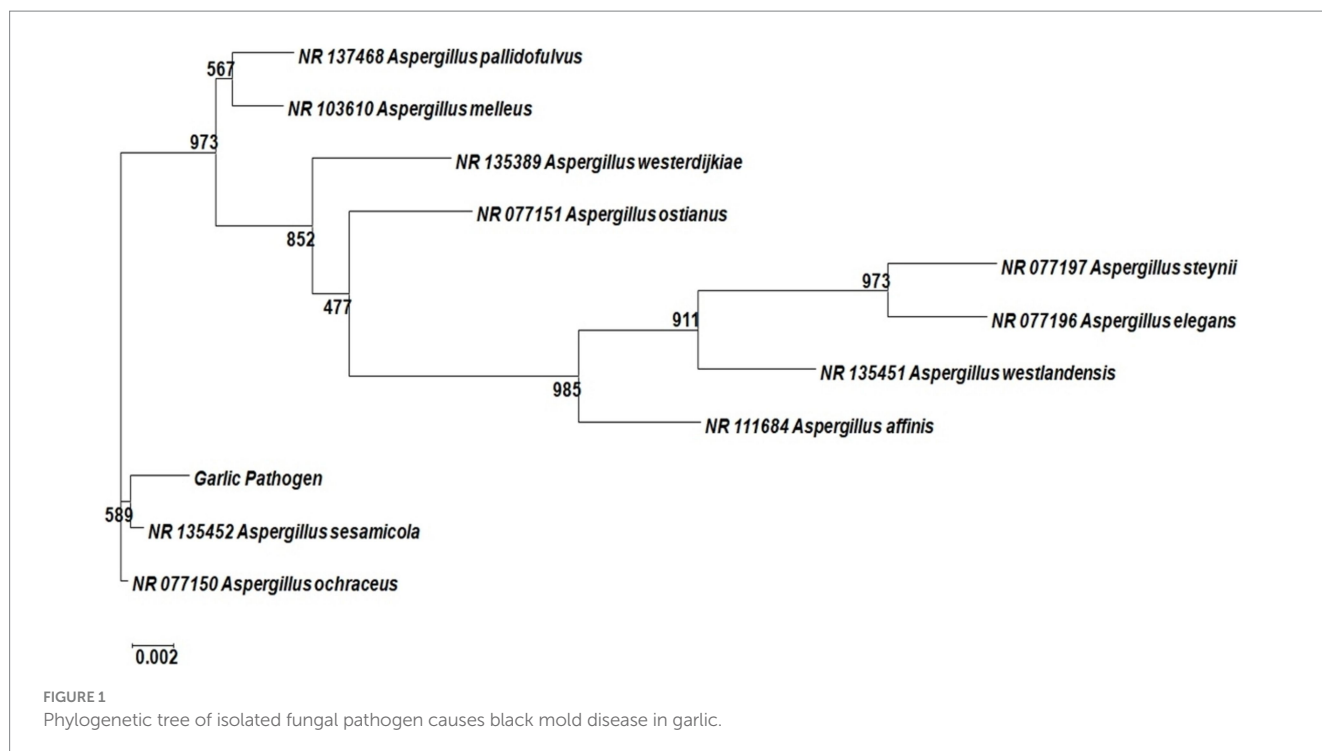 567
NR 137468 Aspergillus pallidofulvus
NR 103610 Aspergillus melleus
973
NR 135389 Aspergillus westerdijkiae
NR 077151 Aspergillus ostianus
852
NR 077197 Aspergillus steynii
973
477
NR 077196 Aspergillus elegans
911
NR 135451 Aspergillus westlandensis
985
NR 111684 Aspergillus affinis
Garlic Pathogen
589
NR 135452 Aspergillus sesamicola
NR 077150 Aspergillus ochraceus
0.002
FIGURE 1
Phylogenetic tree of isolated fungal pathogen causes black mold disease in garlic.